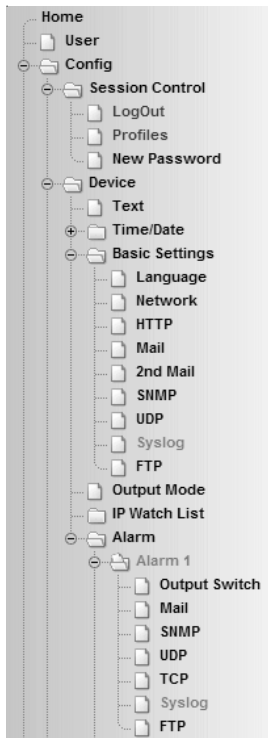 Home
User
Config
Session Control
LogOut
Profiles
New Password
Device
Text
Time/Date
Basic Settings
Language
Network
HTTP
Mail
2nd Mail
SNMP
UDP
Syslog
FTP
Output Mode
IP Watch List
Alarm
Alarm 1
Output Switch
Mail
SNMP
UDP
TCP
Syslog
FTP